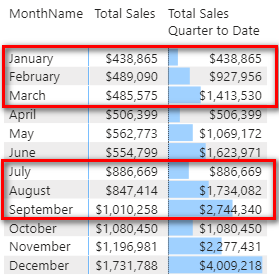 MonthName Total Sales Total Sales
Quarter to Date
January $438,865 $438,865
February $489,090 $927,956
March $485,575 $1,413,530
April $506,399 $506,399
May $562,773 $1,069,172
June $554,799 $1,623,971
July $886,669 $886,669
August $847,414 $1,734,082
September $1,010,258 $2,744,340
October $1,080,450 $1,080,450
November $1,196,981 $2,277,431
December $1,731,788 $4,009,218